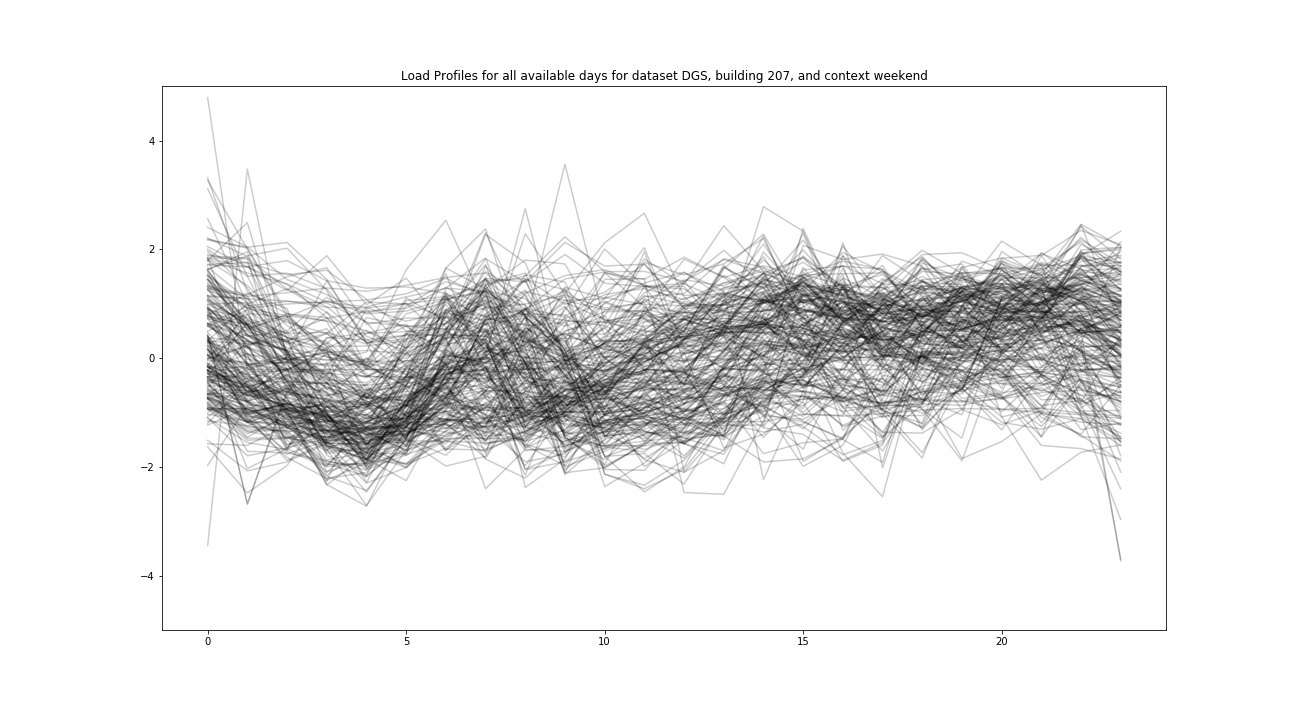 Load Profiles for all available days for dataset DGS, building 207, and context weekend
4
2
0
−2
−4
0 5 10 15 20